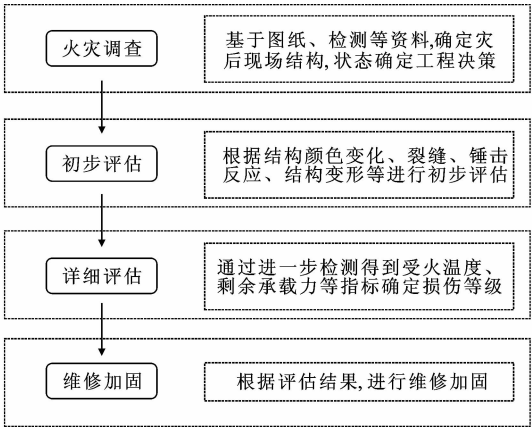 火灾调查
基于图纸、检测等资料,确定灾
后现场结构,状态确定工程决策
初步评估
根据结构颜色变化、裂缝、锤击
反应、结构变形等进行初步评估
详细评估
通过进一步检测得到受火温度、
剩余承载力等指标确定损伤等级
维修加固
根据评估结果,进行维修加固